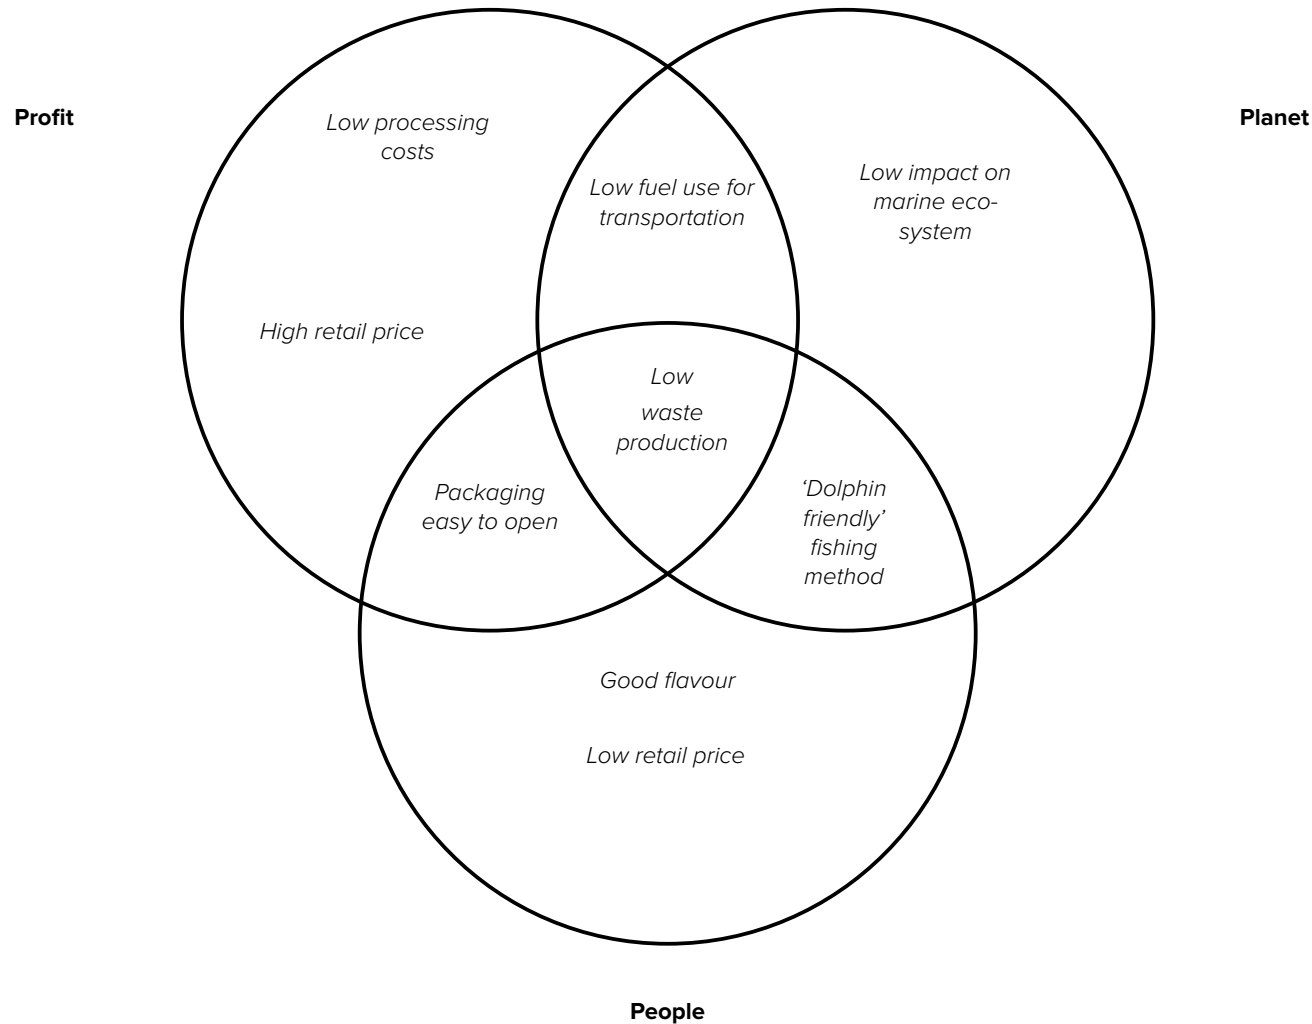 Profit
Planet
Low processing
costs
Low fuel use for
transportation
Low impact on
marine eco-
system
High retail price
Low
waste
production
Packaging
easy to open
‘Dolphin
friendly’
fishing
method
Good flavour
Low retail price
People